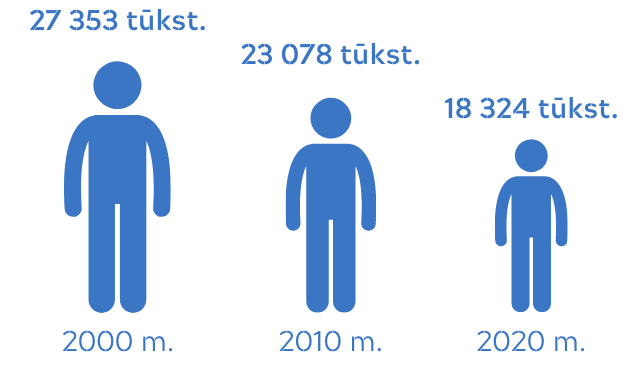 27 353 tūkst.
23 078 tūkst.
18 324 tūkst.
2000 m.
2010 m.
2020 m.